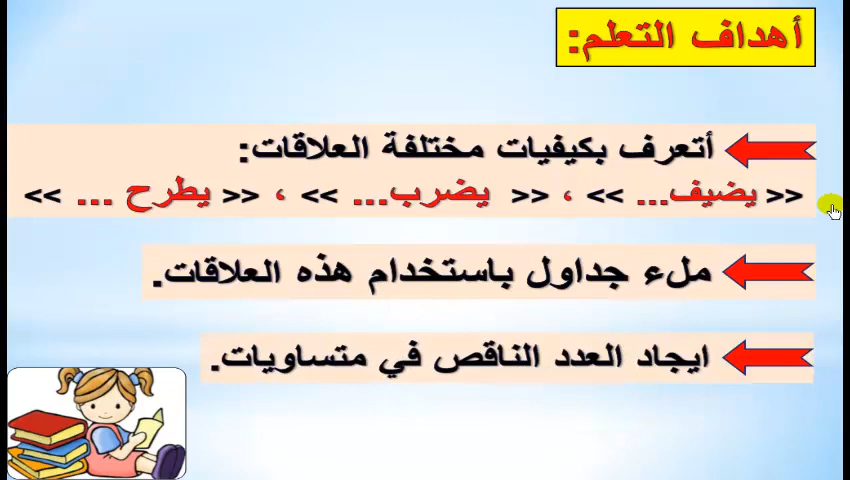 أهداف التعلم:
أتعرف بكيفيات مختلفة العلاقات:
<< يضيف... >> ، << يضرب... >> ، << يطرح ... >>
ملء جداول باستخدام هذه العلاقات.
ايجاد العدد الناقص في متساويات.